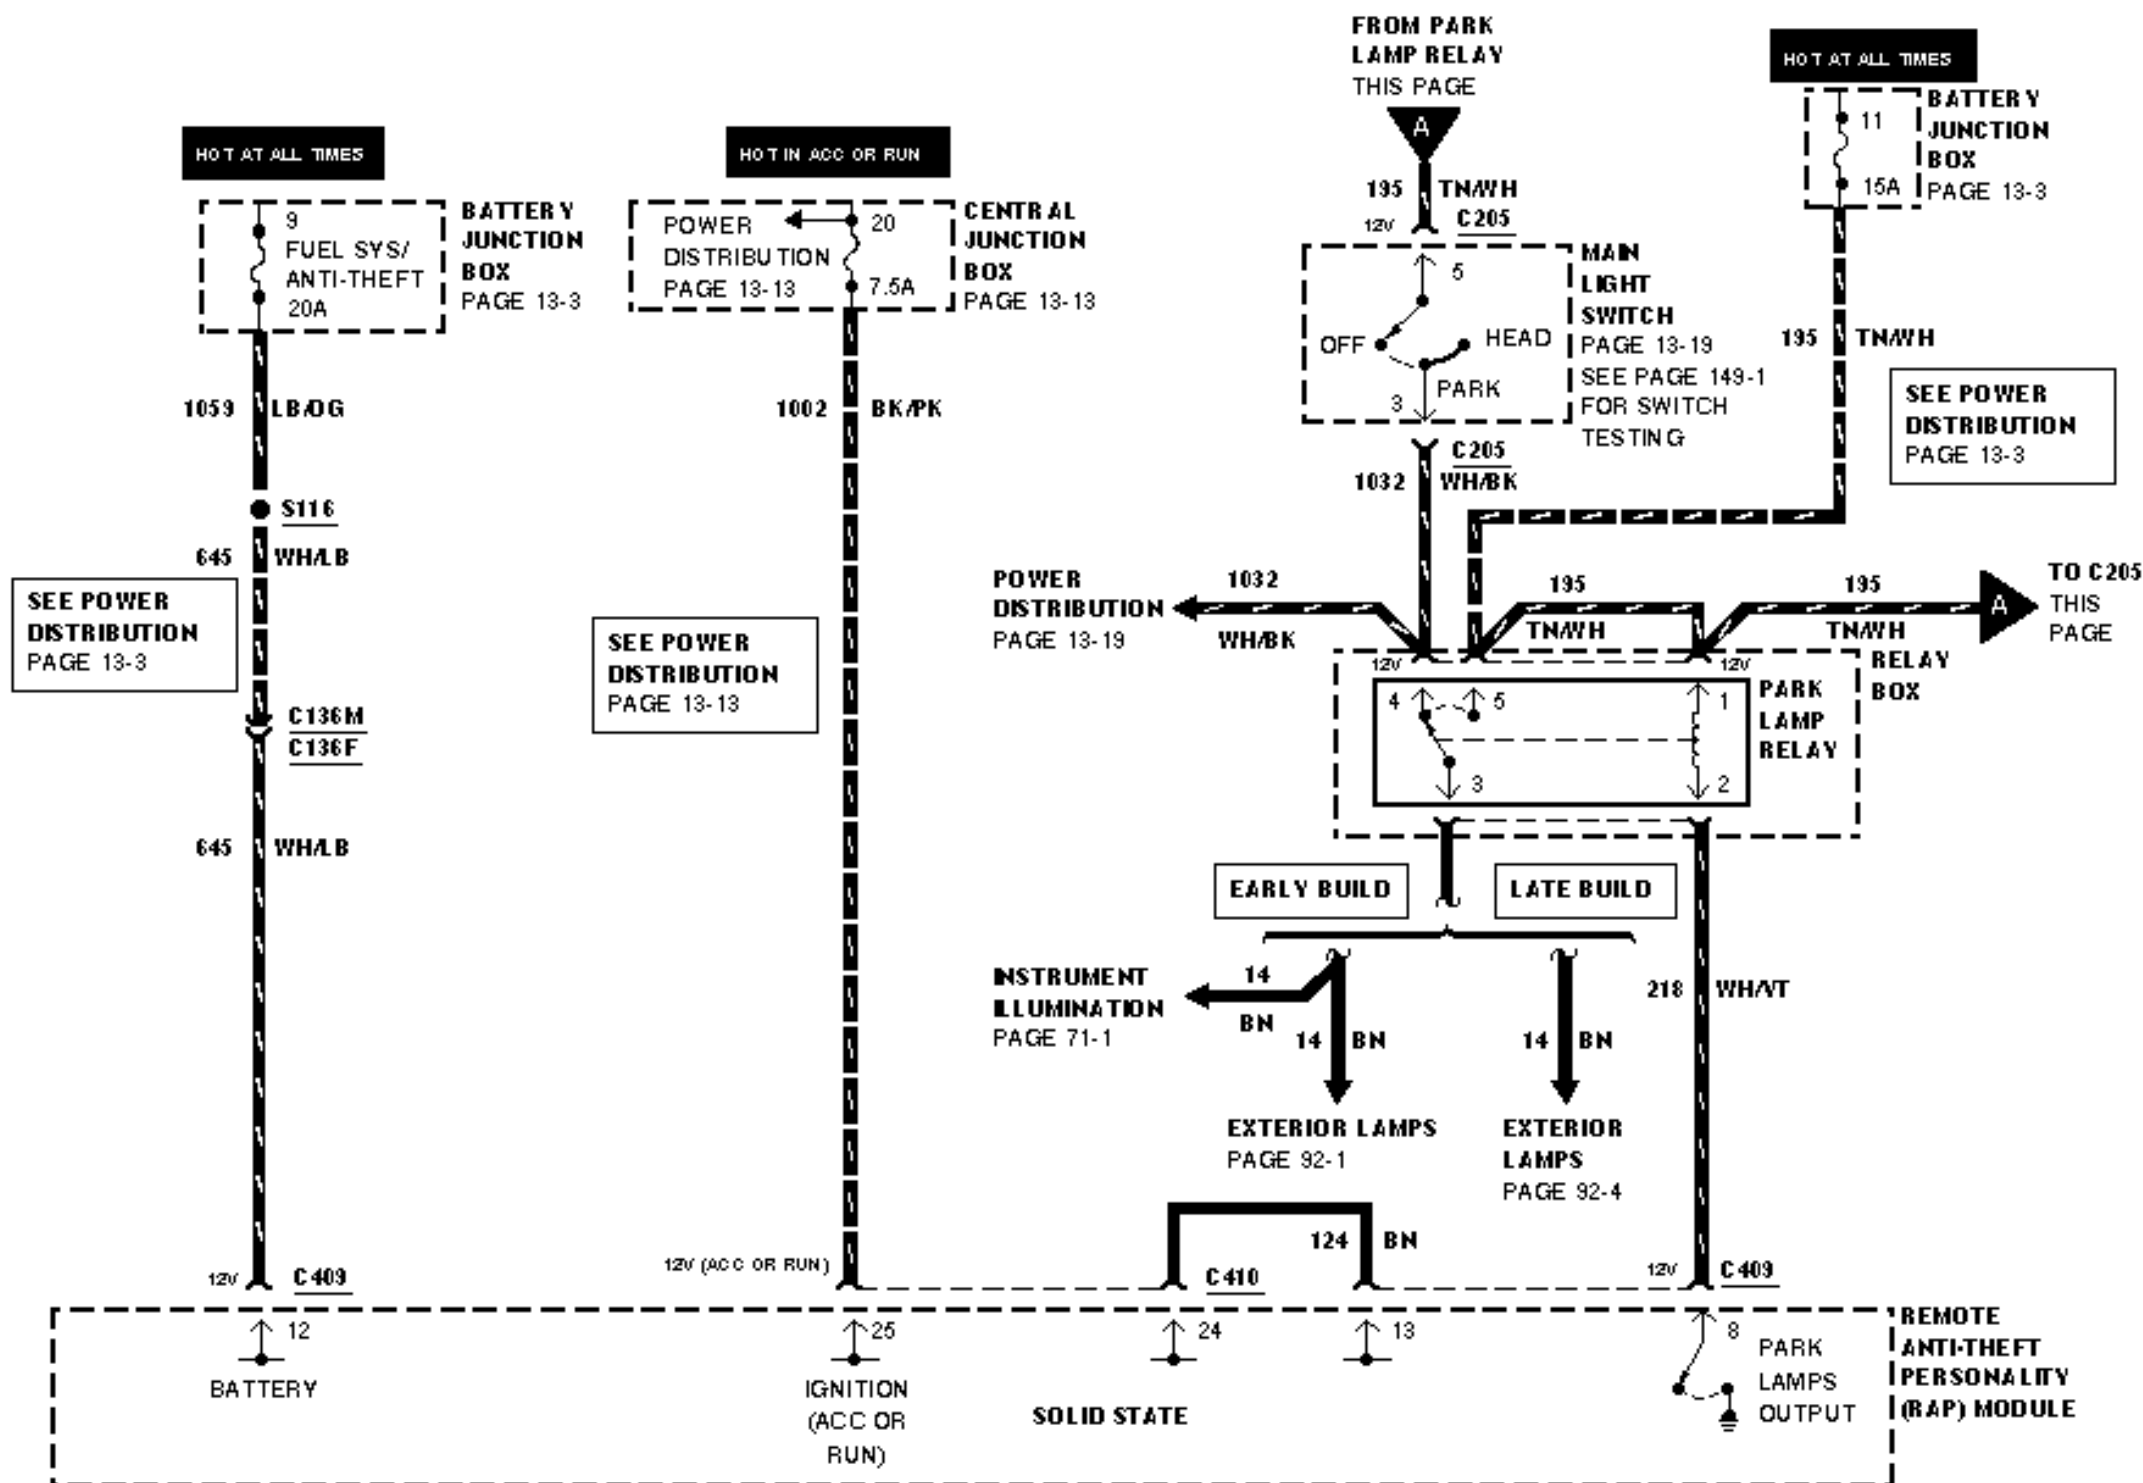 HOT AT ALL TIMES
9
FUEL SYS/
ANTI-THEFT
20A
BATTERY
JUNCTION
BOX
PAGE 13-3
1059 LB/OG
S116
645 WH/LB
SEE POWER
DISTRIBUTION
PAGE 13-3
C136M
C136F
645 WH/LB
12V C409
HOT IN ACC OR RUN
POWER
DISTRIBUTION
PAGE 13-13
20
7.5A
CENTRAL
JUNCTION
BOX
PAGE 13-13
1002 BK/PK
SEE POWER
DISTRIBUTION
PAGE 13-13
12V (ACC OR RUN)
FROM PARK
LAMP RELAY
THIS PAGE
A
195 TN/WH
12V C205
5
OFF
HEAD
PARK
3
MAIN
LIGHT
SWITCH
PAGE 13-19
SEE PAGE 149-1
FOR SWITCH
TESTING
C205
1032 WH/BK
HOT AT ALL TIMES
11
15A
BATTERY
JUNCTION
BOX
PAGE 13-3
195 TN/WH
SEE POWER
DISTRIBUTION
PAGE 13-3
POWER
DISTRIBUTION
PAGE 13-19
1032
WH/BK
195
TN/WH
195
TN/WH
A
TO C205
THIS
PAGE
12V
12V
RELAY
BOX
4
5
1
3
2
PARK
LAMP
RELAY
EARLY BUILD
LATE BUILD
INSTRUMENT
ILLUMINATION
PAGE 71-1
14
BN
14 BN
14 BN
218 WH/VT
EXTERIOR LAMPS
PAGE 92-1
EXTERIOR
LAMPS
PAGE 92-4
124 BN
C410
12V C409
12
BATTERY
25
IGNITION
(ACC OR
RUN)
24
13
SOLID STATE
8
PARK
LAMPS
OUTPUT
REMOTE
ANTI-THEFT
PERSONALITY
(RAP) MODULE